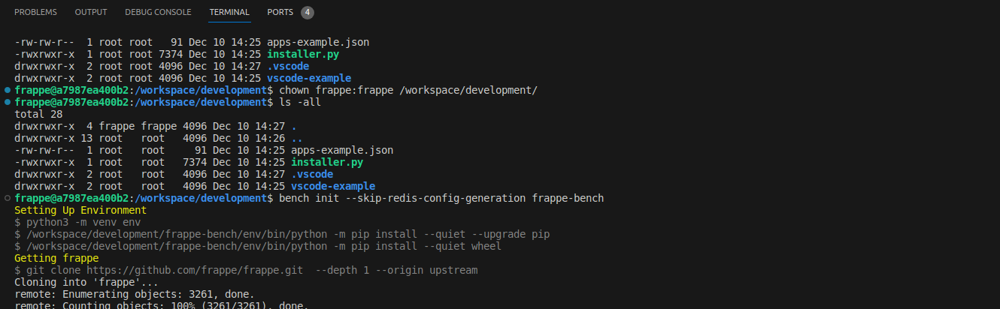 PROBLEMS OUTPUT DEBUG CONSOLE TERMINAL PORTS 4
-rw-rw-r-- 1 root root 91 Dec 10 14:25 apps-example.json
-rwxrwxr-x 1 root root 7374 Dec 10 14:25 installer.py
drwxrwxr-x 2 root root 4096 Dec 10 14:27 .vscode
drwxrwxr-x 2 root root 4096 Dec 10 14:25 vscode-example
frappe@a7987ea400b2:/workspace/development$ chown frappe:frappe /workspace/development/
frappe@a7987ea400b2:/workspace/development$ ls -all
total 28
drwxrwxr-x 4 frappe frappe 4096 Dec 10 14:27 .
drwxrwxr-x 13 root root 4096 Dec 10 14:26 ..
-rw-rw-r-- 1 root root 91 Dec 10 14:25 apps-example.json
-rwxrwxr-x 1 root root 7374 Dec 10 14:25 installer.py
drwxrwxr-x 2 root root 4096 Dec 10 14:27 .vscode
drwxrwxr-x 2 root root 4096 Dec 10 14:25 vscode-example
frappe@a7987ea400b2:/workspace/development$ bench init --skip-redis-config-generation frappe-bench
Setting Up Environment
$ python3 -m venv env
$ /workspace/development/frappe-bench/env/bin/python -m pip install --quiet --upgrade pip
$ /workspace/development/frappe-bench/env/bin/python -m pip install --quiet wheel
Getting frappe
$ git clone https://github.com/frappe/frappe.git --depth 1 --origin upstream
Cloning into 'frappe'...
remote: Enumerating objects: 3261, done.
remote: Counting objects: 100% (3261/3261), done.